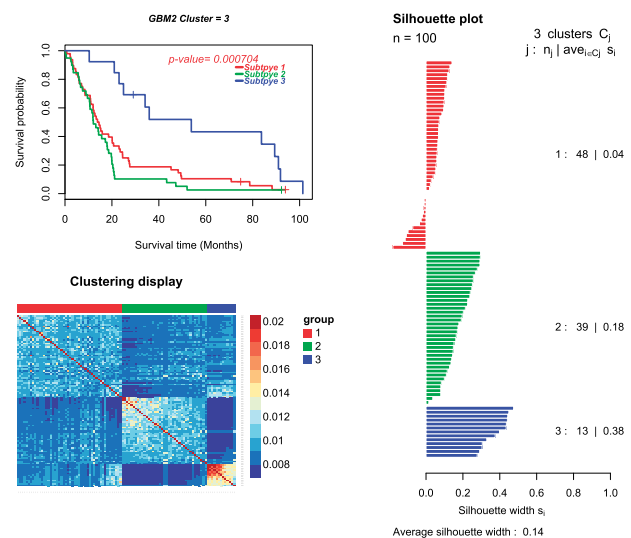 GBM2 Cluster = 3
p-value= 0.000704
Subtpye 1
Subtpye 2
Subtpye 3
Survival probability
1.0
0.8
0.6
0.4
0.2
0.0
0 20 40 60 80 100
Survival time (Months)
Clustering display
0.02
0.018
0.016
0.014
0.012
0.01
0.008
group
1
2
3
Silhouette plot
n = 100
3 clusters Cj
j : nj | avei∈Cj si
1 : 48 | 0.04
2 : 39 | 0.18
3 : 13 | 0.38
0.0 0.2 0.4 0.6 0.8 1.0
Silhouette width si
Average silhouette width : 0.14